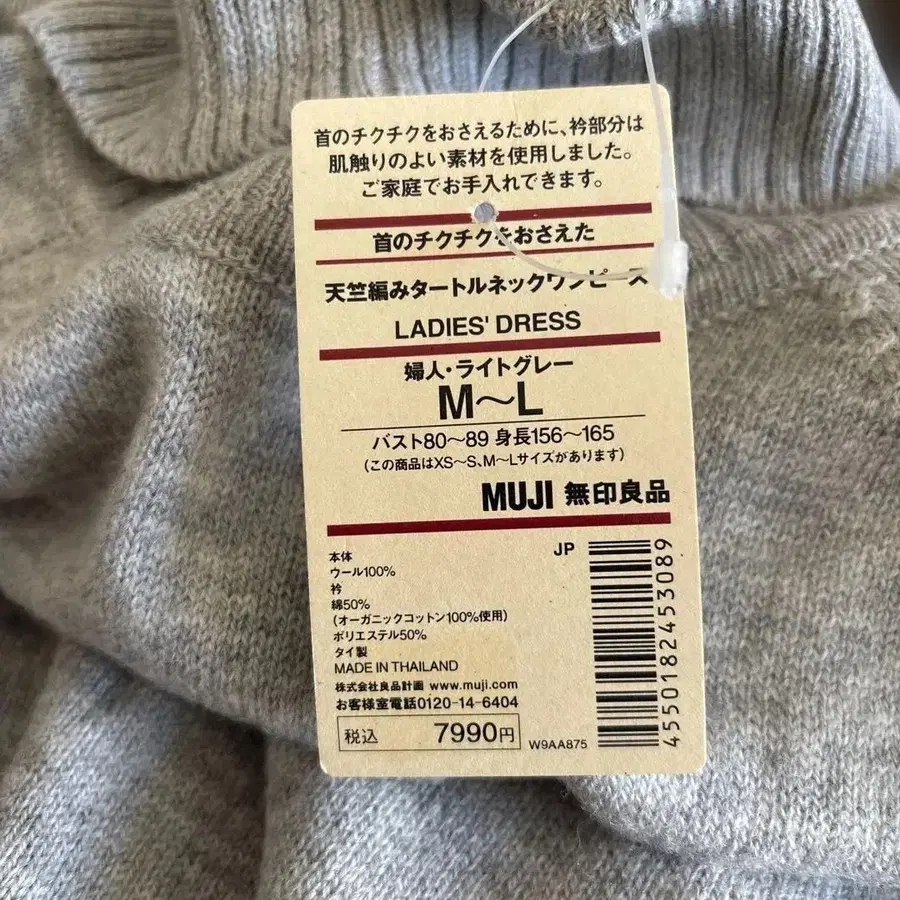 首のチクチクをおさえるために、衿部分は
肌触りのよい素材を使用しました。
ご家庭でお手入れできます。
首のチクチクをおさえた
天竺編みタートルネックワンピース
LADIES' DRESS
婦人・ライトグレー
M〜L
バスト80〜89 身長156〜165
(この商品はXS〜S、M〜Lサイズがあります)
MUJI 無印良品
JP
本体
ウール100%
衿
綿50%
(オーガニックコットン100%使用)
ポリエステル50%
タイ製
MADE IN THAILAND
株式会社良品計画 www.muji.com
お客様室電話0120-14-6404
税込 7990円
W9AA875
4550182453089